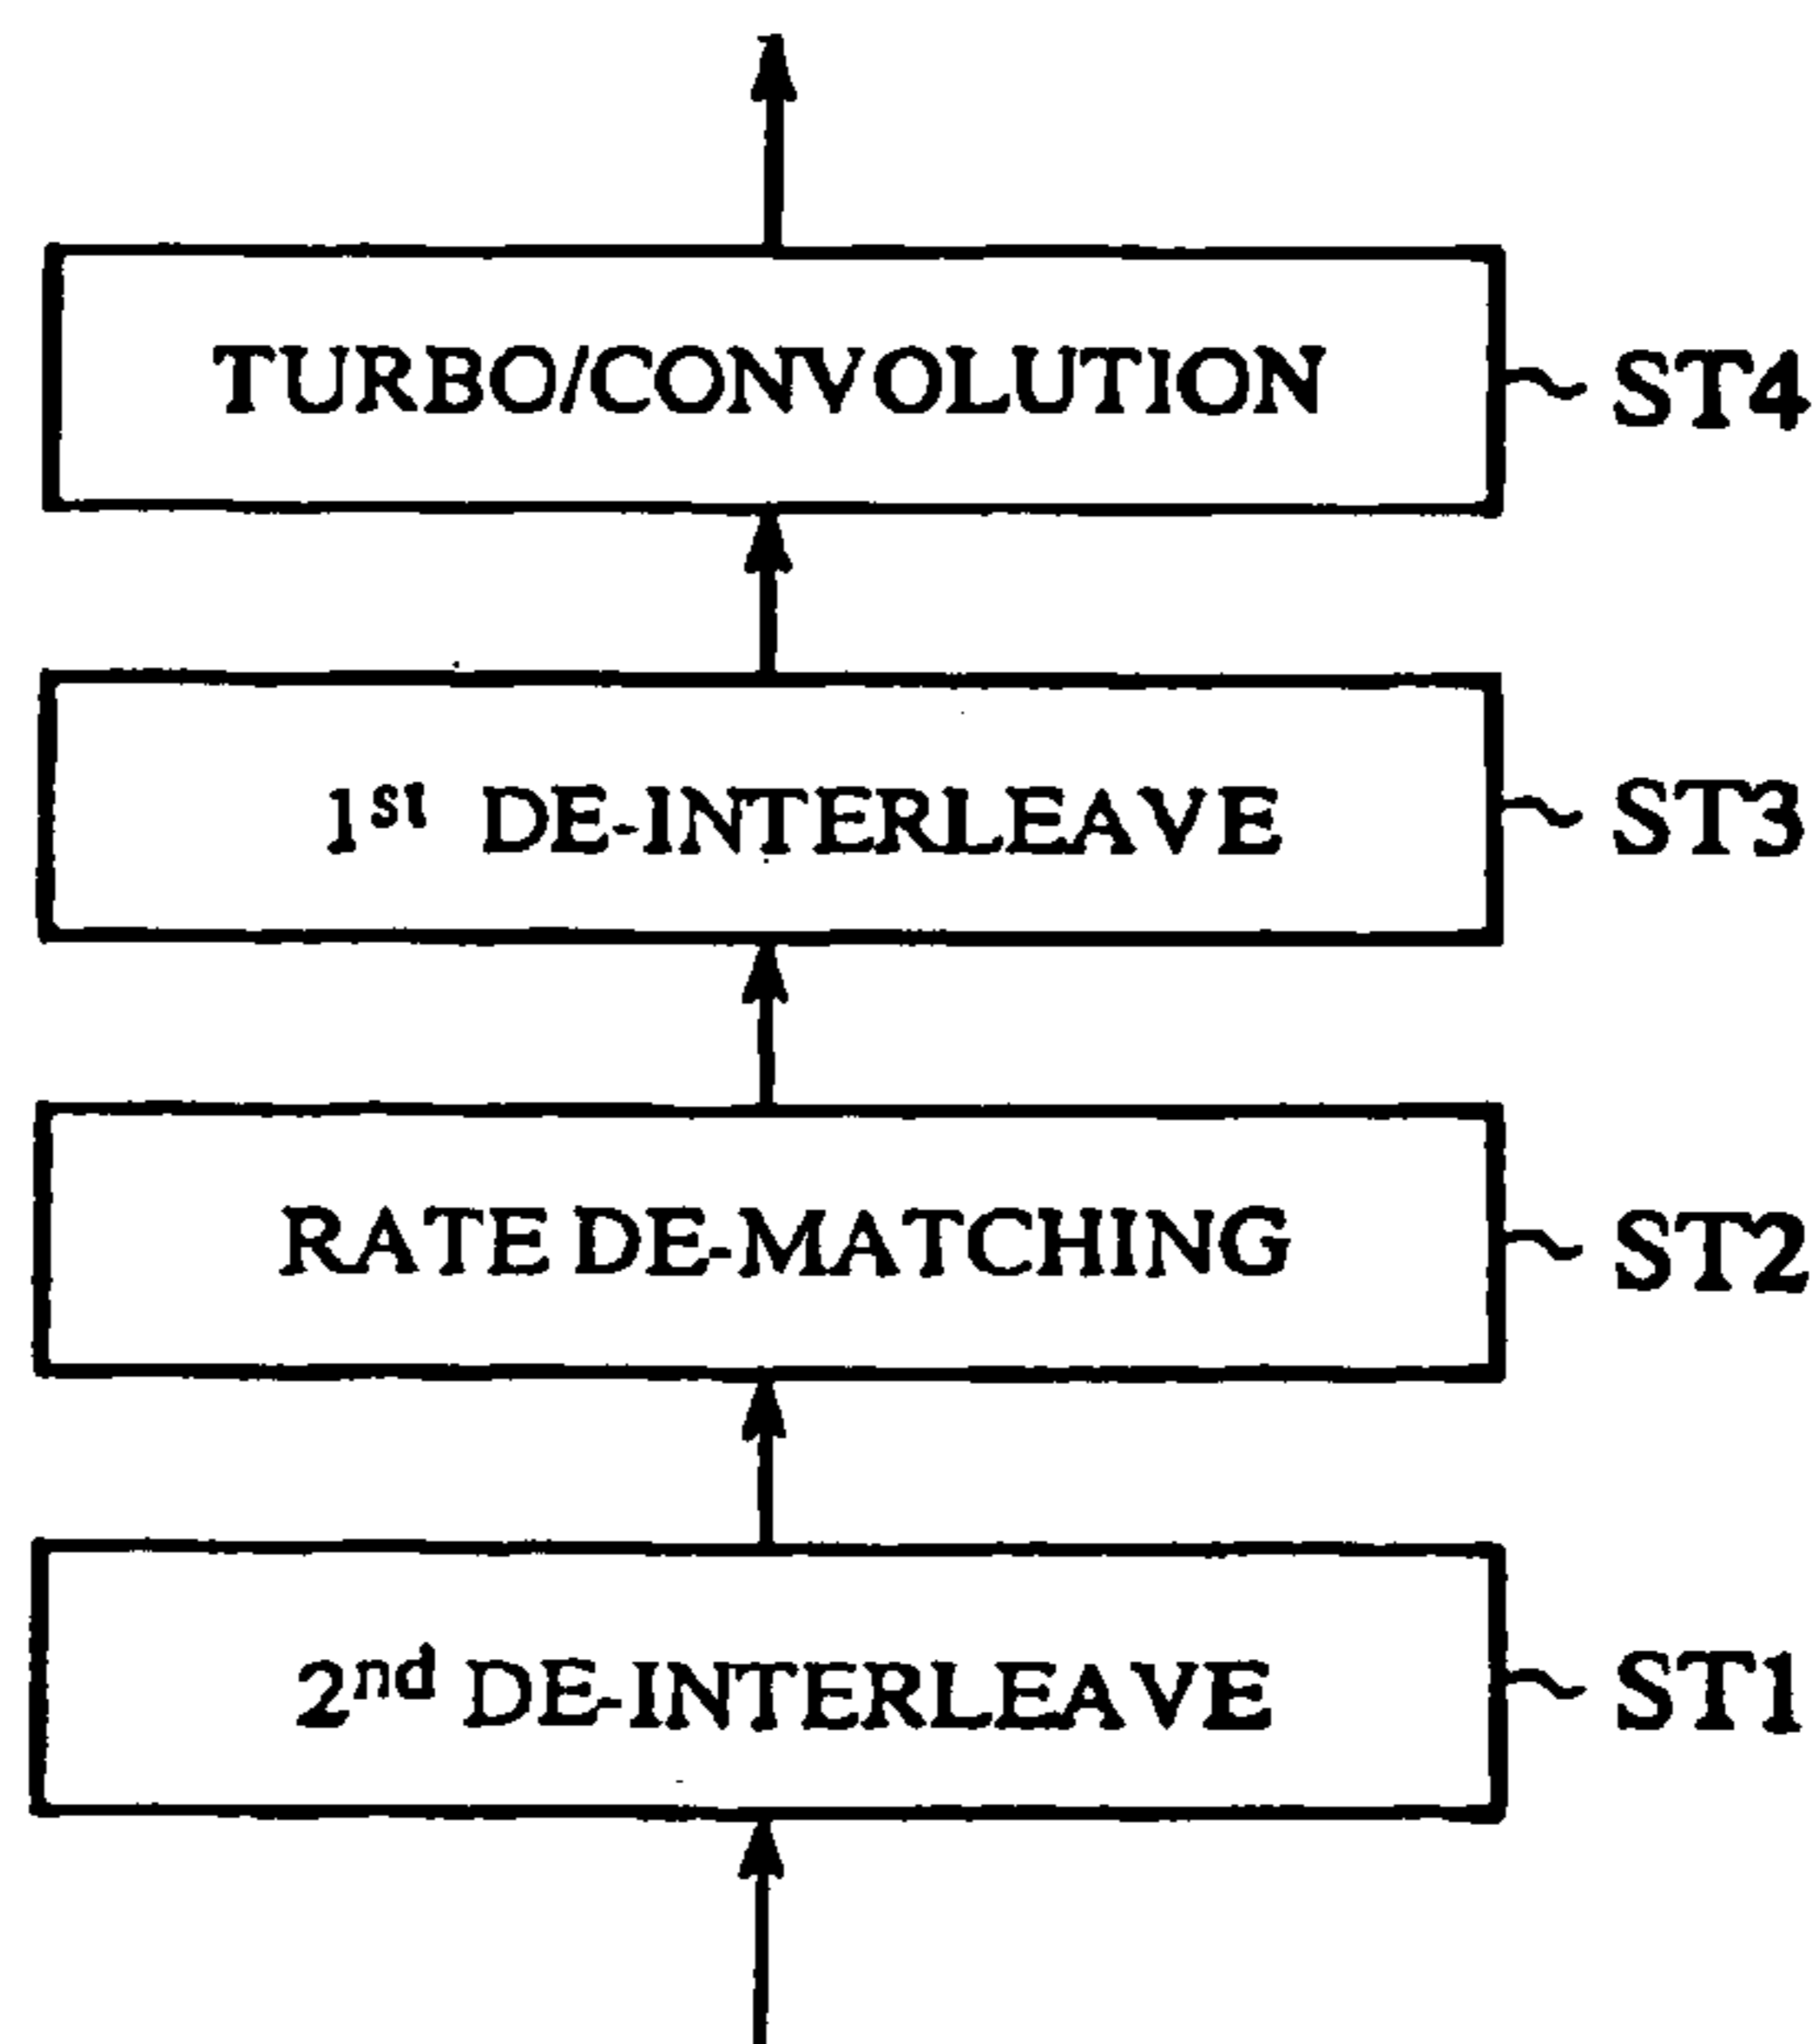 TURBO/CONVOLUTION ST4
1st DE-INTERLEAVE ST3
RATE DE-MATCHING ST2
2nd DE-INTERLEAVE ST1